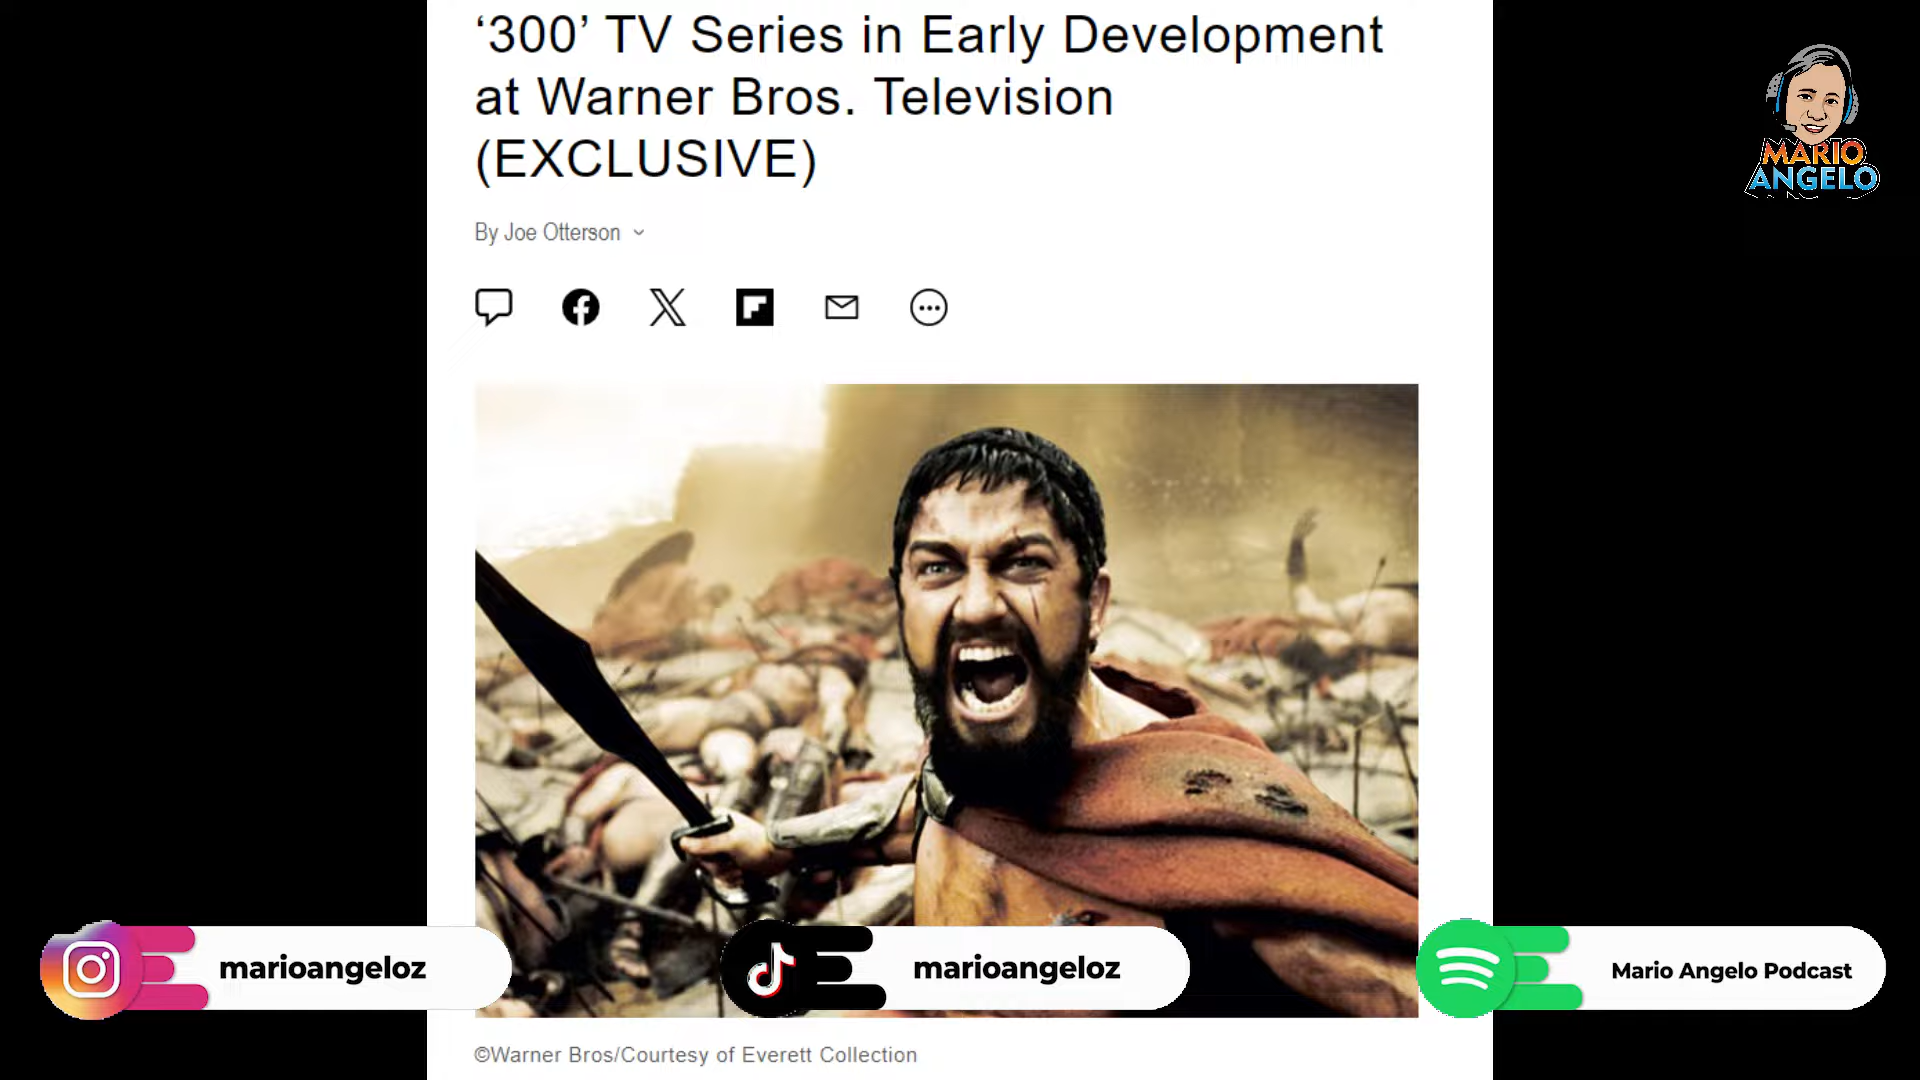 ‘300’ TV Series in Early Development
at Warner Bros. Television
(EXCLUSIVE)
By Joe Otterson
MARIO
ANGELO
marioangeloz
marioangeloz
Mario Angelo Podcast
©Warner Bros/Courtesy of Everett Collection